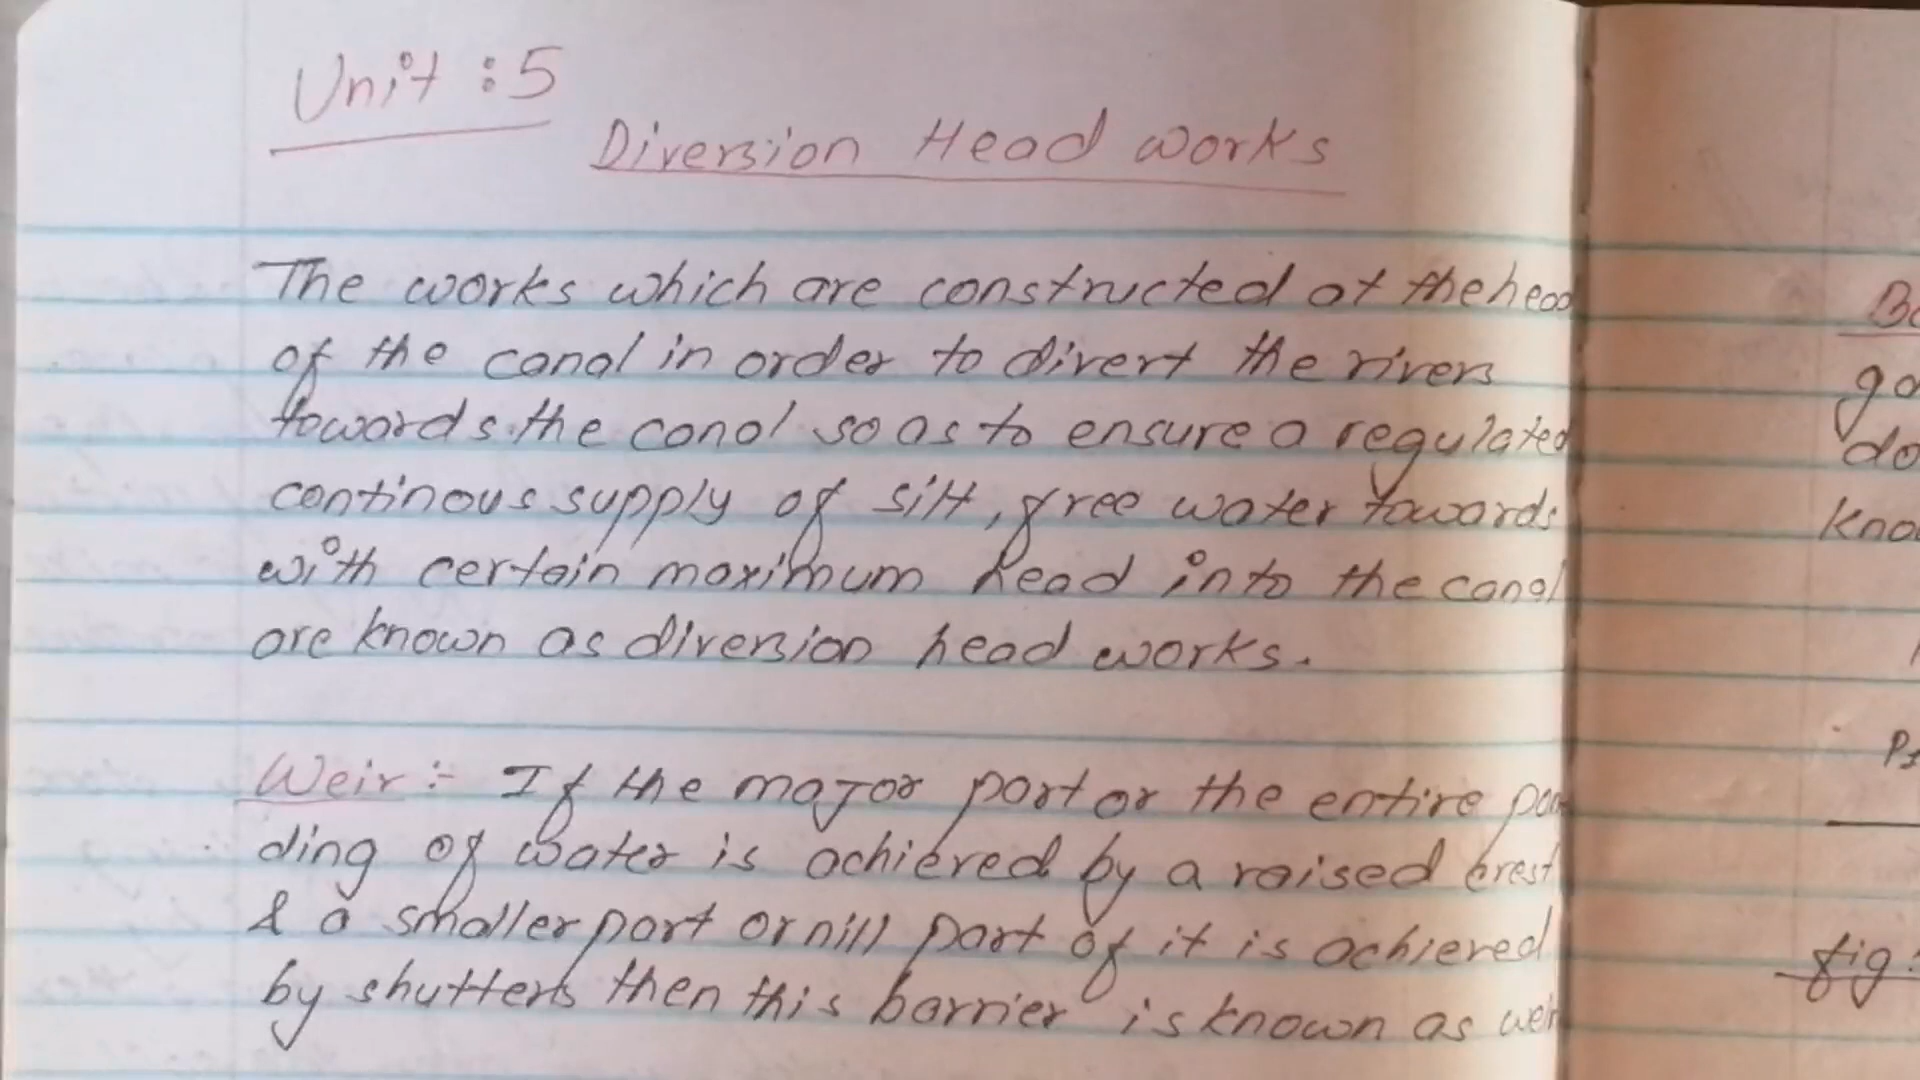 Unit : 5
Diversion Head works
The works which are constructed at the head
of the canal in order to divert the rivers
towards the canal so as to ensure a regulated
continous supply of silt, free water towards
with certain maximum head into the canal
are known as diversion head works.
Weir :- If the major part or the entire pon
ding of water is achieved by a raised crest
& a smaller part or nill part of it is achieved
by shutters then this barrier is known as weir
fig: